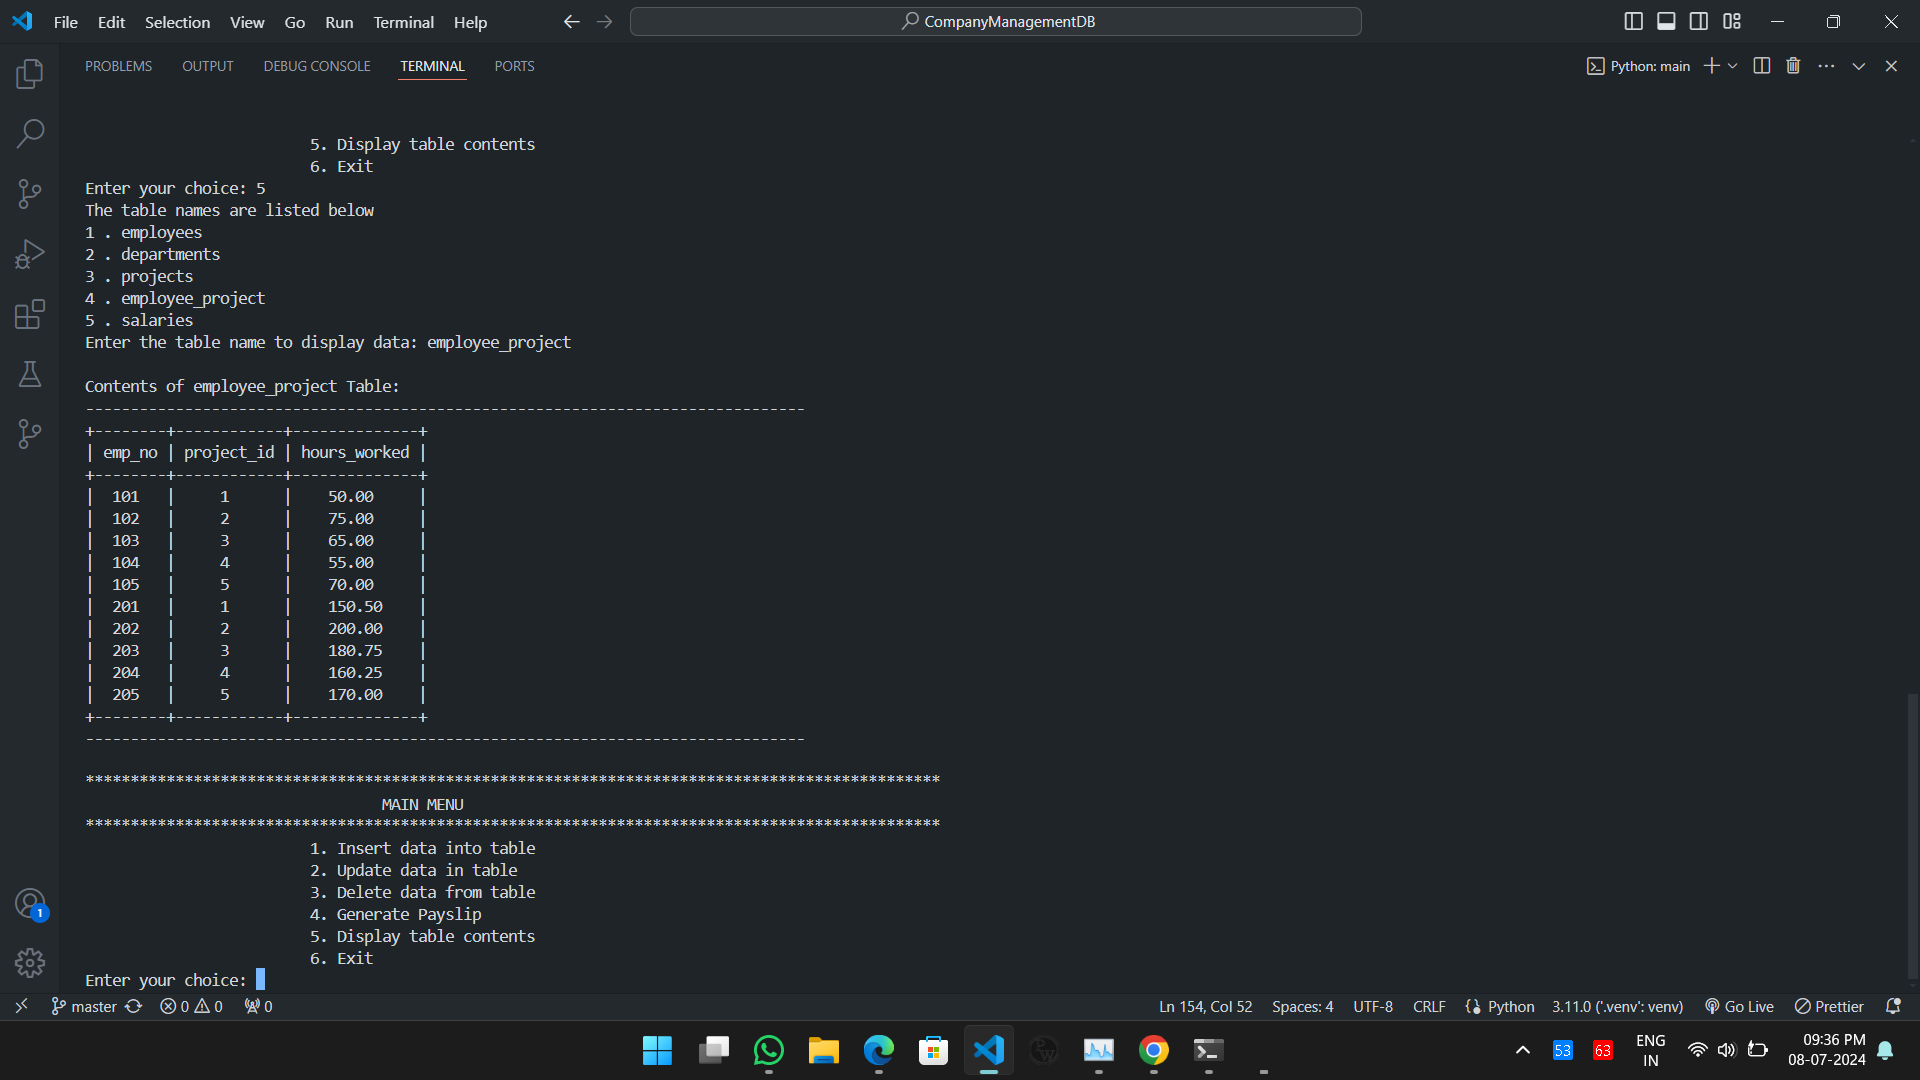 File Edit Selection View Go Run Terminal Help CompanyManagementDB
PROBLEMS OUTPUT DEBUG CONSOLE TERMINAL PORTS Python: main
5. Display table contents
6. Exit
Enter your choice: 5
The table names are listed below
1 . employees
2 . departments
3 . projects
4 . employee_project
5 . salaries
Enter the table name to display data: employee_project
Contents of employee_project Table:
--------------------------------------------------------------------------------
+--------+------------+--------------+
| emp_no | project_id | hours_worked |
+--------+------------+--------------+
|  101   |     1      |    50.00     |
|  102   |     2      |    75.00     |
|  103   |     3      |    65.00     |
|  104   |     4      |    55.00     |
|  105   |     5      |    70.00     |
|  201   |     1      |    150.50    |
|  202   |     2      |    200.00    |
|  203   |     3      |    180.75    |
|  204   |     4      |    160.25    |
|  205   |     5      |    170.00    |
+--------+------------+--------------+
--------------------------------------------------------------------------------
***********************************************************************************************
MAIN MENU
***********************************************************************************************
1. Insert data into table
2. Update data in table
3. Delete data from table
4. Generate Payslip
5. Display table contents
6. Exit
Enter your choice:
1
master 0 0 0 Ln 154, Col 52 Spaces: 4 UTF-8 CRLF Python 3.11.0 ('.venv': venv) Go Live Prettier
53 63 ENG IN 09:36 PM
08-07-2024